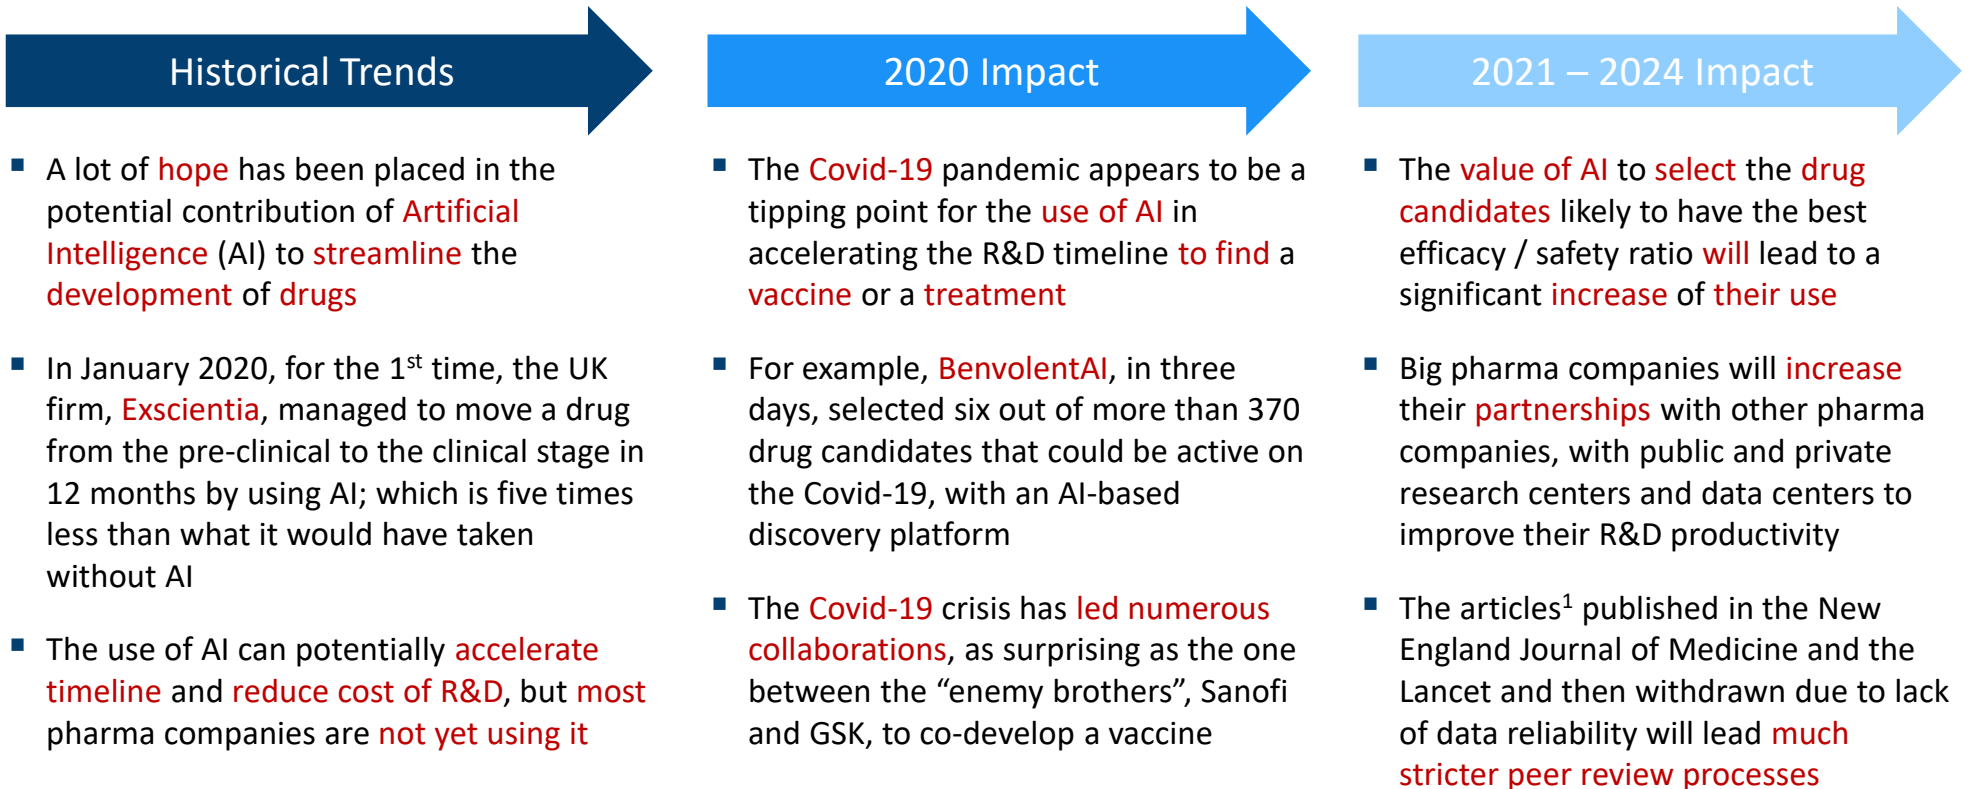 Historical Trends
▪ A lot of hope has been placed in the
potential contribution of Artificial
Intelligence (AI) to streamline the
development of drugs
▪ In January 2020, for the 1st time, the UK
firm, Exscientia, managed to move a drug
from the pre-clinical to the clinical stage in
12 months by using AI; which is five times
less than what it would have taken
without AI
▪ The use of AI can potentially accelerate
timeline and reduce cost of R&D, but most
pharma companies are not yet using it
2020 Impact
▪ The Covid-19 pandemic appears to be a
tipping point for the use of AI in
accelerating the R&D timeline to find a
vaccine or a treatment
▪ For example, BenvolentAI, in three
days, selected six out of more than 370
drug candidates that could be active on
the Covid-19, with an AI-based
discovery platform
▪ The Covid-19 crisis has led numerous
collaborations, as surprising as the one
between the “enemy brothers”, Sanofi
and GSK, to co-develop a vaccine
2021 – 2024 Impact
▪ The value of AI to select the drug
candidates likely to have the best
efficacy / safety ratio will lead to a
significant increase of their use
▪ Big pharma companies will increase
their partnerships with other pharma
companies, with public and private
research centers and data centers to
improve their R&D productivity
▪ The articles1 published in the New
England Journal of Medicine and the
Lancet and then withdrawn due to lack
of data reliability will lead much
stricter peer review processes